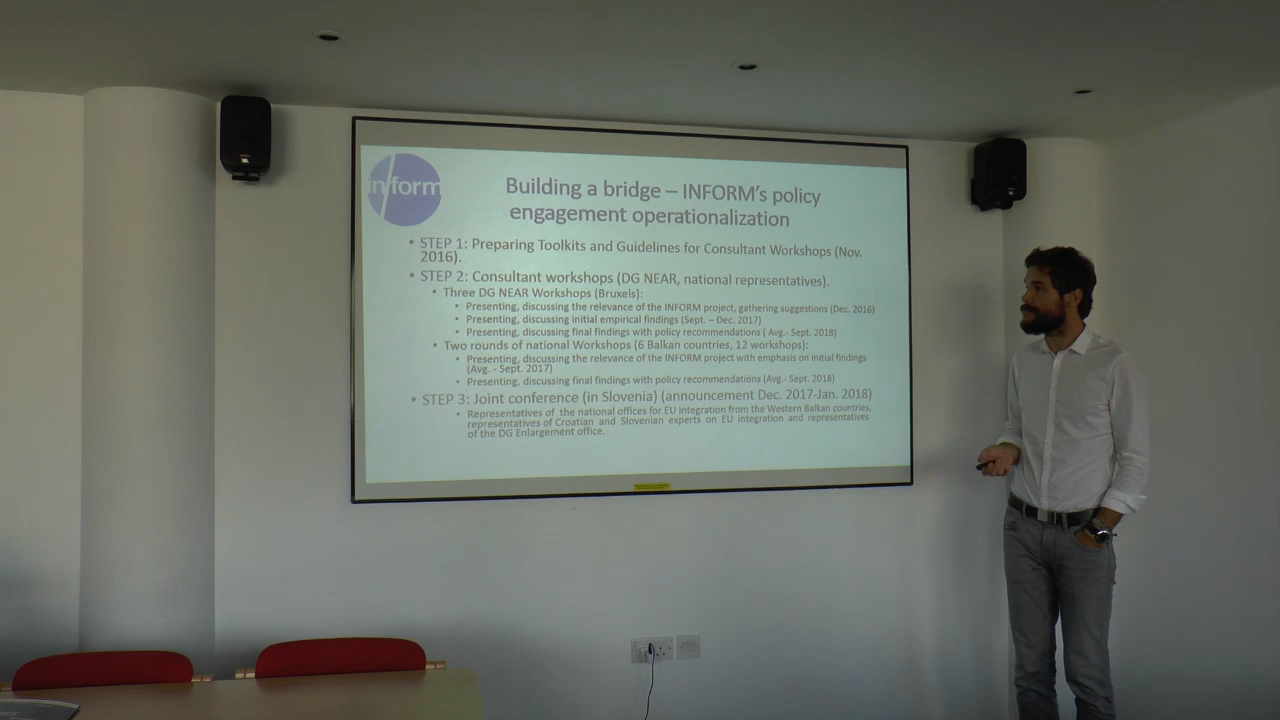 in/form
Building a bridge – INFORM's policy
engagement operationalization
• STEP 1: Preparing Toolkits and Guidelines for Consultant Workshops (Nov.
2016).
• STEP 2: Consultant workshops (DG NEAR, national representatives).
• Three DG NEAR Workshops (Bruxels):
• Presenting, discussing the relevance of the INFORM project, gathering suggestions (Dec. 2016)
• Presenting, discussing initial empirical findings (Sept. – Dec. 2017)
• Presenting, discussing final findings with policy recommendations ( Avg.- Sept. 2018)
• Two rounds of national Workshops (6 Balkan countries, 12 workshops):
• Presenting, discussing the relevance of the INFORM project with emphasis on initial findings
(Avg. - Sept. 2017)
• Presenting, discussing final findings with policy recommendations (Avg.- Sept. 2018)
• STEP 3: Joint conference (in Slovenia) (announcement Dec. 2017-Jan. 2018)
• Representatives of the national offices for EU integration from the Western Balkan countries,
representatives of Croatian and Slovenian experts on EU integration and representatives
of the DG Enlargement office.